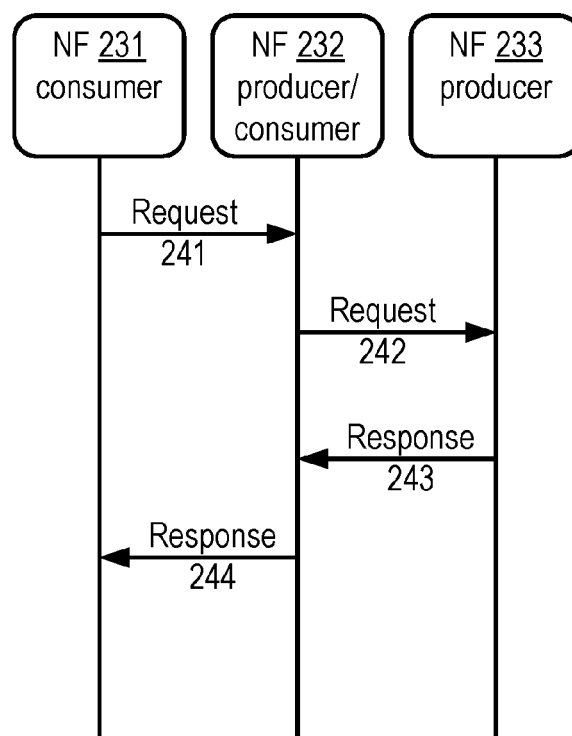 NF 231
consumer
NF 232
producer/
consumer
NF 233
producer
Request
241
Request
242
Response
243
Response
244